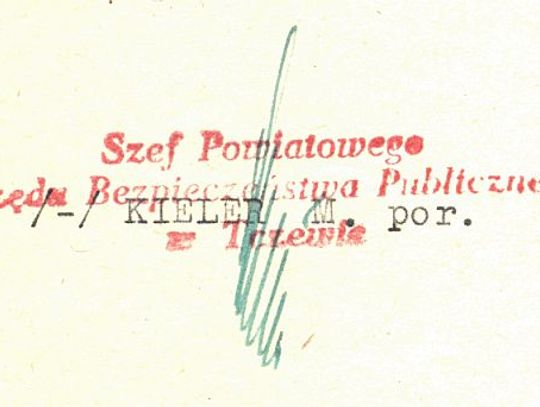 Szef Powiatowego
zędu Bezpieczeństwa Publiczne
/-/ KIELER M. por.
w Tczewie